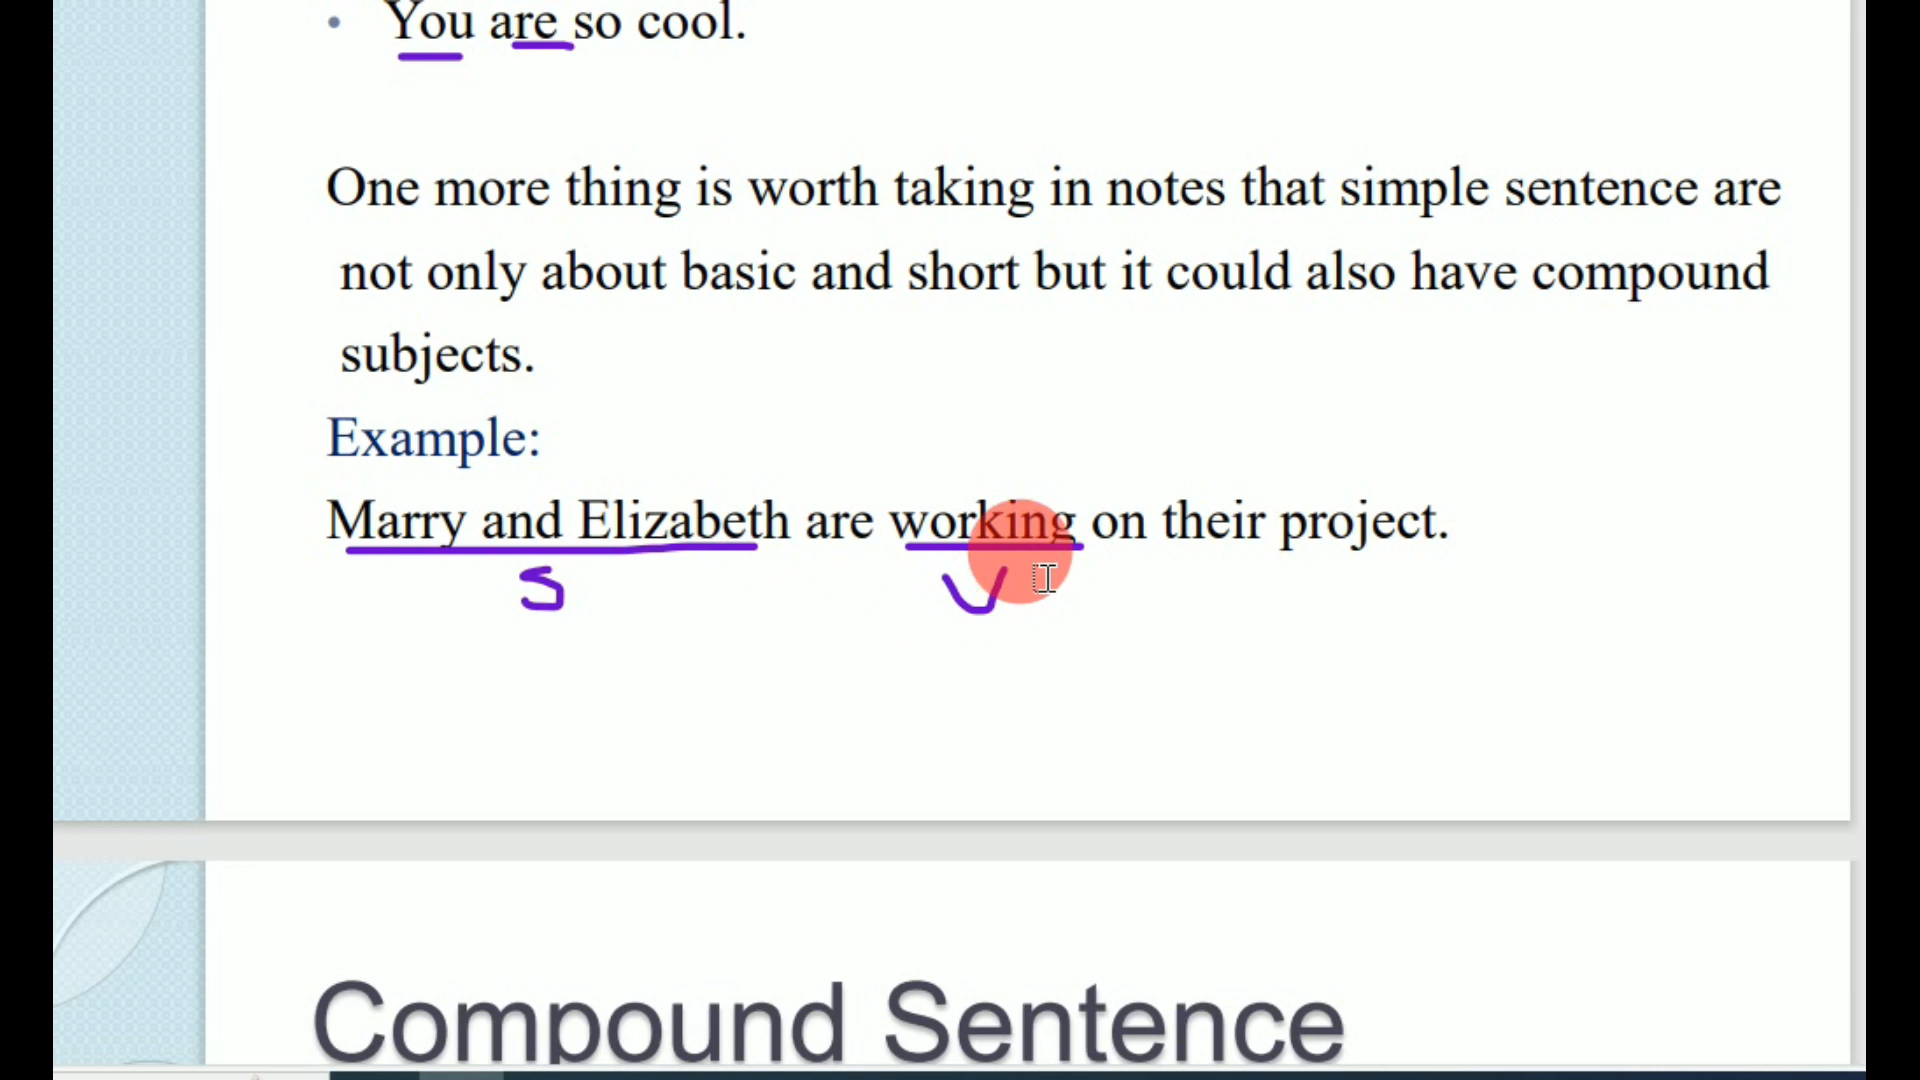 • You are so cool.
One more thing is worth taking in notes that simple sentence are
not only about basic and short but it could also have compound
subjects.
Example:
Marry and Elizabeth are working on their project.
S V
Compound Sentence